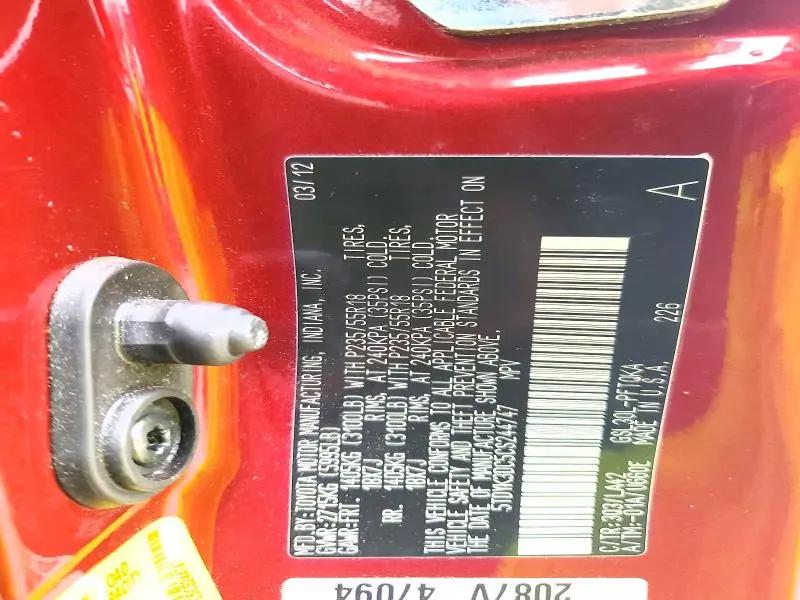 MFD.BY:TOYOTA MOTOR MANUFACTURING, INDIANA, INC. 03/12
GVWR:2715KG(5995LB)
GAWR:FRT. 1405KG (3100LB) WITH P235/55R18 TIRES,
18X7J RIMS, AT 240KPA (35PSI) COLD.
RR. 1405KG (3100LB) WITH P235/55R18 TIRES,
18X7J RIMS, AT 240KPA (35PSI) COLD.
THIS VEHICLE CONFORMS TO ALL APPLICABLE FEDERAL MOTOR
VEHICLE SAFETY AND THEFT PREVENTION STANDARDS IN EFFECT ON
THE DATE OF MANUFACTURE SHOWN ABOVE.
5TDXK3DC5CS244747 MPV
C/TR:3R3/LA42 GSL30L-PFTQKA
A/TM:-01A/U660E MADE IN U.S.A. 226
A
2087V
47094